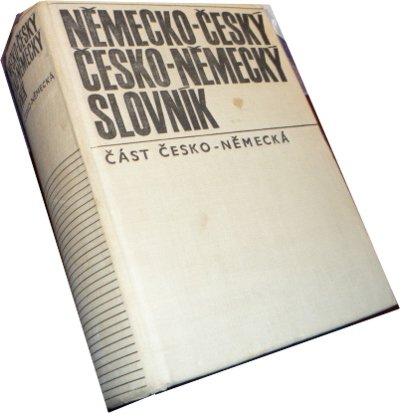 NĚMECKO-ČESKÝ
ČESKO-NĚMECKÝ
SLOVNÍK
ČÁST ČESKO-NĚMECKÁ